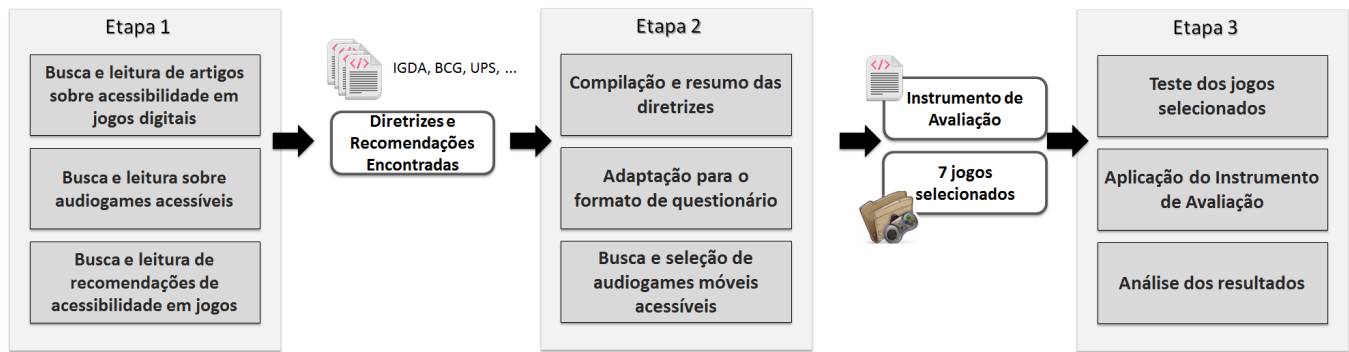 Etapa 1
Busca e leitura de artigos
sobre acessibilidade em
jogos digitais
Busca e leitura sobre
audiogames acessíveis
Busca e leitura de
recomendações de
acessibilidade em jogos
IGDA, BCG, UPS, ...
Diretrizes e
Recomendações
Encontradas
Etapa 2
Compilação e resumo das
diretrizes
Adaptação para o
formato de questionário
Busca e seleção de
audiogames móveis
acessíveis
Instrumento de
Avaliação
7 jogos
selecionados
Etapa 3
Teste dos jogos
selecionados
Aplicação do Instrumento
de Avaliação
Análise dos resultados